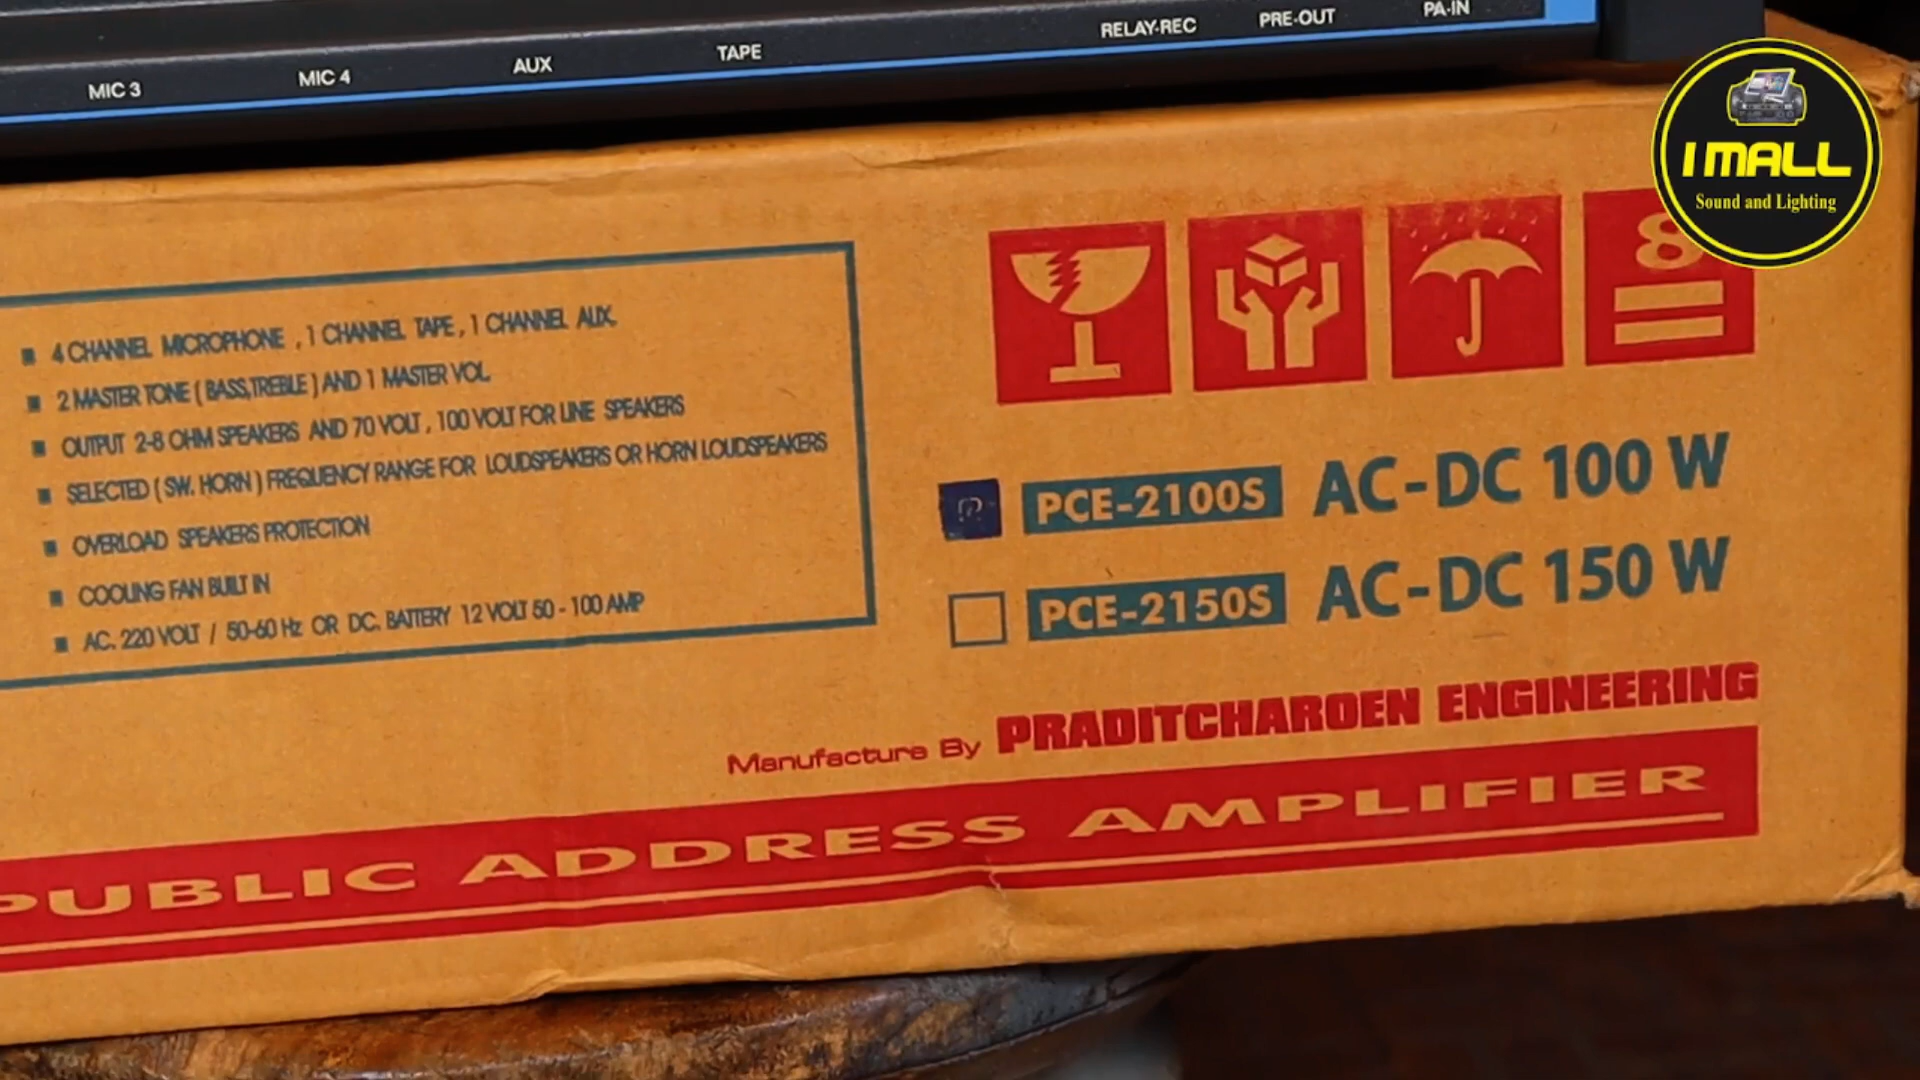 MIC 3 MIC 4 AUX TAPE RELAY-REC PRE-OUT PA-IN
I MALL
Sound and Lighting
8
4 CHANNEL MICROPHONE , 1 CHANNEL TAPE , 1 CHANNEL AUX.
2 MASTER TONE ( BASS,TREBLE ) AND 1 MASTER VOL.
OUTPUT 2-8 OHM SPEAKERS AND 70 VOLT , 100 VOLT FOR LINE SPEAKERS
SELECTED ( SW. HORN ) FREQUENCY RANGE FOR LOUDSPEAKERS OR HORN LOUDSPEAKERS
OVERLOAD SPEAKERS PROTECTION
COOLING FAN BUILT IN
AC. 220 VOLT / 50-60 Hz OR DC. BATTERY 12 VOLT 50 - 100 AMP
PCE-2100S AC-DC 100 W
PCE-2150S AC-DC 150 W
Manufacture By PRADITCHAROEN ENGINEERING
PUBLIC ADDRESS AMPLIFIER